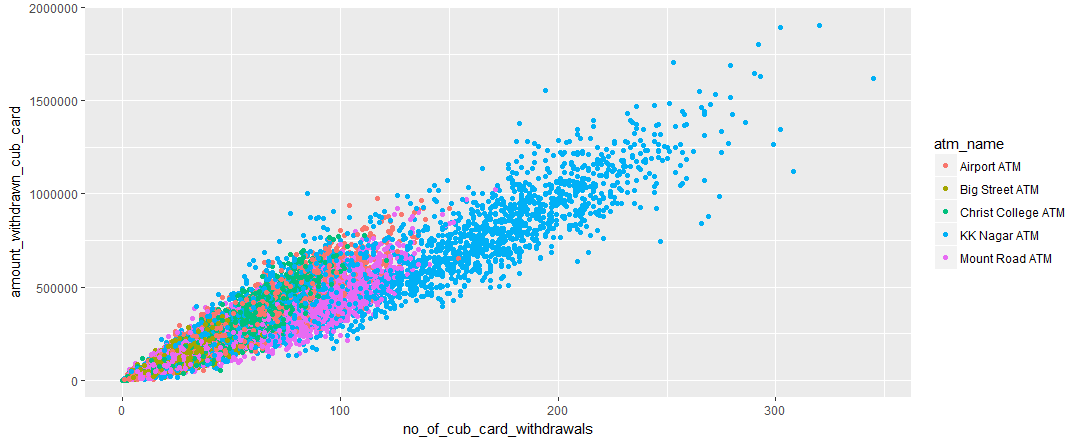 2000000
1500000
1000000
500000
0
amount_withdrawn_cub_card
0 100 200 300
no_of_cub_card_withdrawals
atm_name
Airport ATM
Big Street ATM
Christ College ATM
KK Nagar ATM
Mount Road ATM